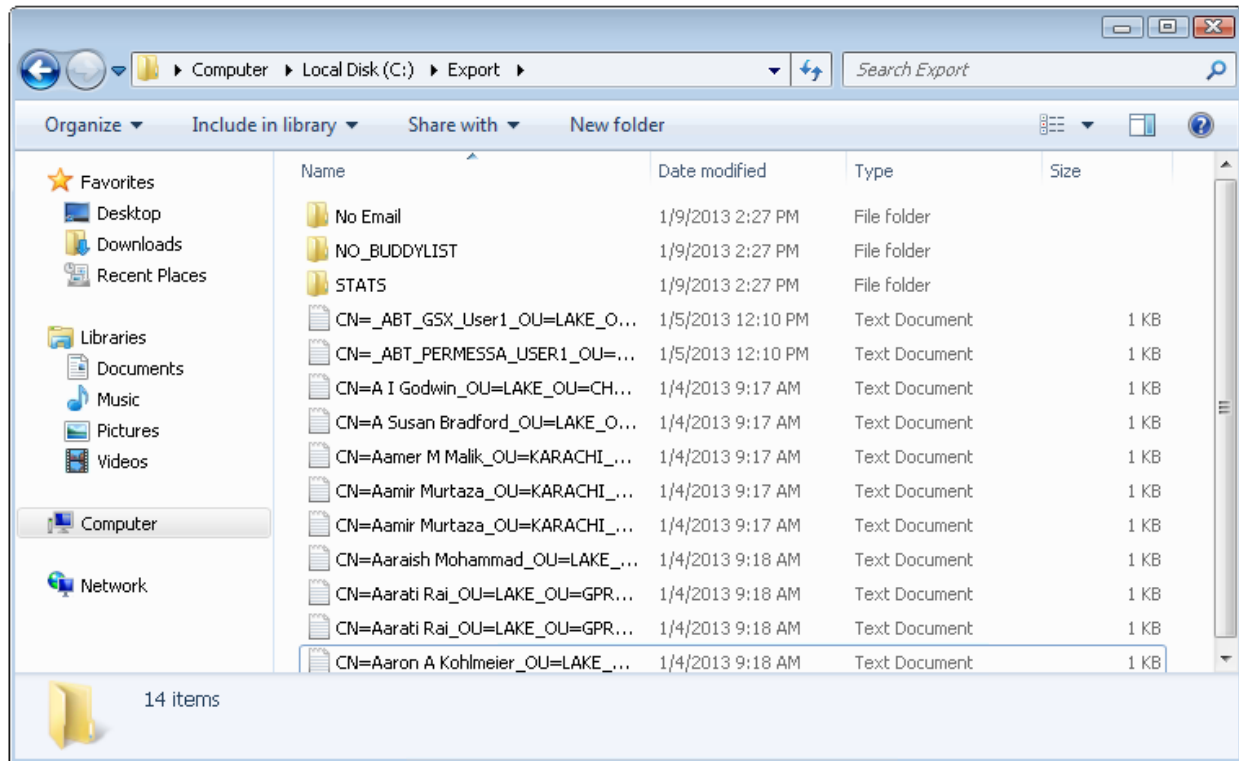 Computer Local Disk (C:) Export Search Export
Organize Include in library Share with New folder
Favorites
Desktop
Downloads
Recent Places
Libraries
Documents
Music
Pictures
Videos
Computer
Network
Name Date modified Type Size
No Email 1/9/2013 2:27 PM File folder
NO_BUDDYLIST 1/9/2013 2:27 PM File folder
STATS 1/9/2013 2:27 PM File folder
CN=_ABT_GSX_User1_OU=LAKE_O... 1/5/2013 12:10 PM Text Document 1 KB
CN=_ABT_PERMESSA_USER1_OU=... 1/5/2013 12:10 PM Text Document 1 KB
CN=A I Godwin_OU=LAKE_OU=CH... 1/4/2013 9:17 AM Text Document 1 KB
CN=A Susan Bradford_OU=LAKE_O... 1/4/2013 9:17 AM Text Document 1 KB
CN=Aamer M Malik_OU=KARACHI_... 1/4/2013 9:17 AM Text Document 1 KB
CN=Aamir Murtaza_OU=KARACHI_... 1/4/2013 9:17 AM Text Document 1 KB
CN=Aamir Murtaza_OU=KARACHI_... 1/4/2013 9:17 AM Text Document 1 KB
CN=Aaraish Mohammad_OU=LAKE_... 1/4/2013 9:18 AM Text Document 1 KB
CN=Aarati Rai_OU=LAKE_OU=GPR... 1/4/2013 9:18 AM Text Document 1 KB
CN=Aarati Rai_OU=LAKE_OU=GPR... 1/4/2013 9:18 AM Text Document 1 KB
CN=Aaron A Kohlmeier_OU=LAKE_... 1/4/2013 9:18 AM Text Document 1 KB
14 items